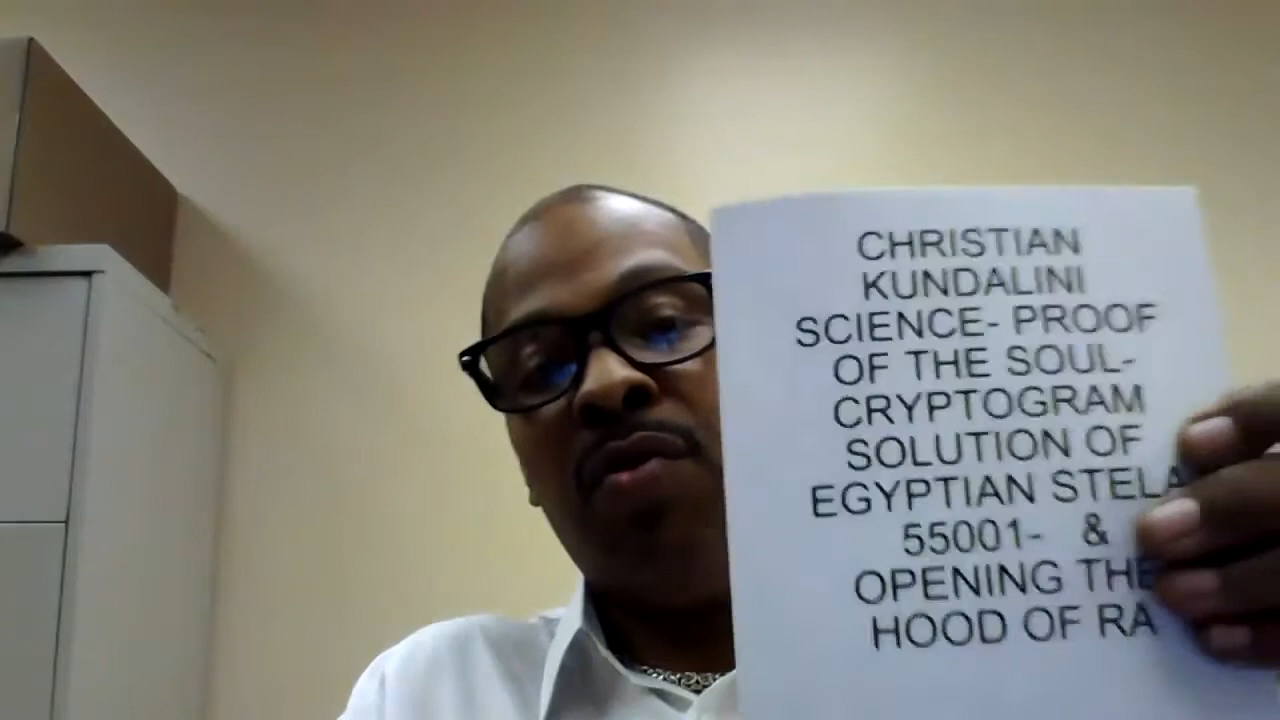 CHRISTIAN
KUNDALINI
SCIENCE- PROOF
OF THE SOUL-
CRYPTOGRAM
SOLUTION OF
EGYPTIAN STELA
55001- &
OPENING THE
HOOD OF RA